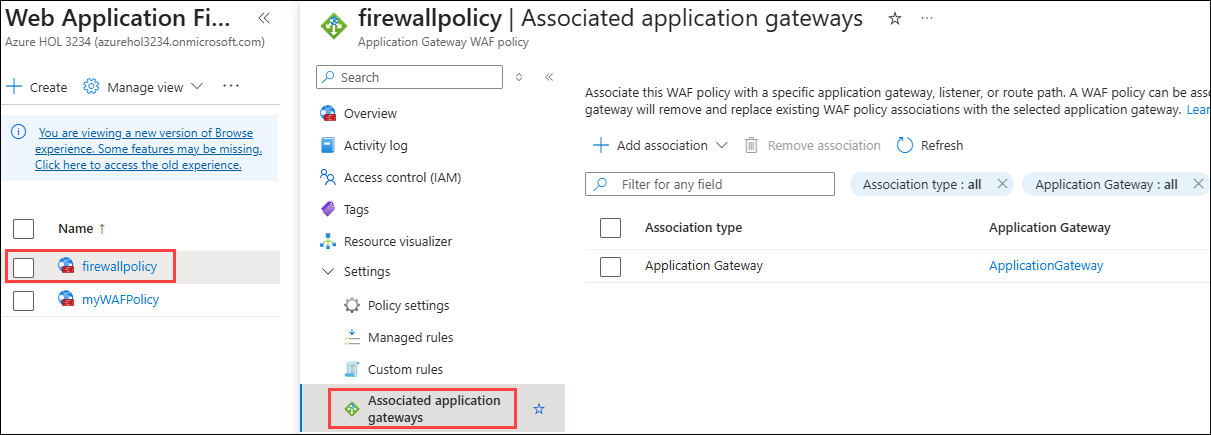 Web Application Fi...
Azure HOL 3234 (azurehol3234.onmicrosoft.com)
Create
Manage view
You are viewing a new version of Browse
experience. Some features may be missing.
Click here to access the old experience.
Name ↑
firewallpolicy
myWAFPolicy
firewallpolicy | Associated application gateways
Application Gateway WAF policy
Search
Overview
Activity log
Access control (IAM)
Tags
Resource visualizer
Settings
Policy settings
Managed rules
Custom rules
Associated application
gateways
Associate this WAF policy with a specific application gateway, listener, or route path. A WAF policy can be asso
gateway will remove and replace existing WAF policy associations with the selected application gateway. Lear
Add association
Remove association
Refresh
Filter for any field
Association type : all
Application Gateway : all
Association type Application Gateway
Application Gateway ApplicationGateway